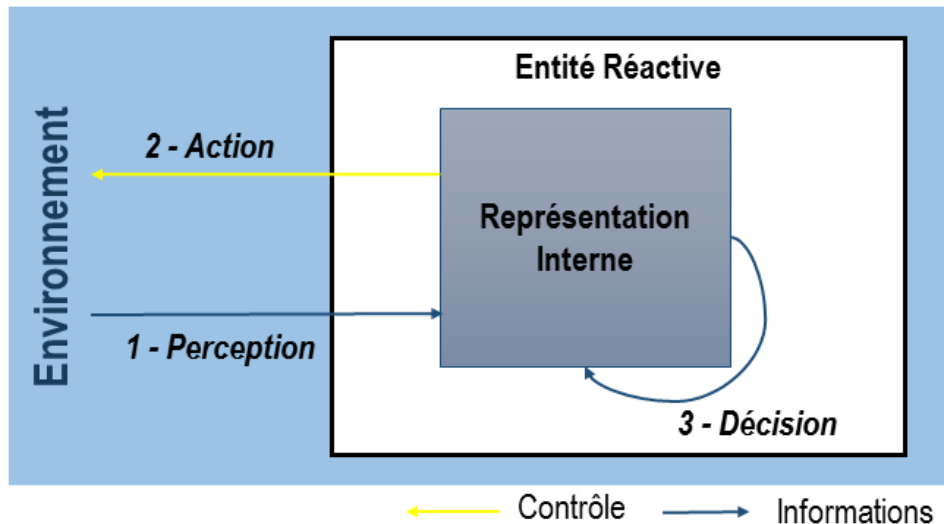 Entité Réactive
2 - Action
Environnement
Représentation
Interne
1 - Perception
3 - Décision
Contrôle
Informations